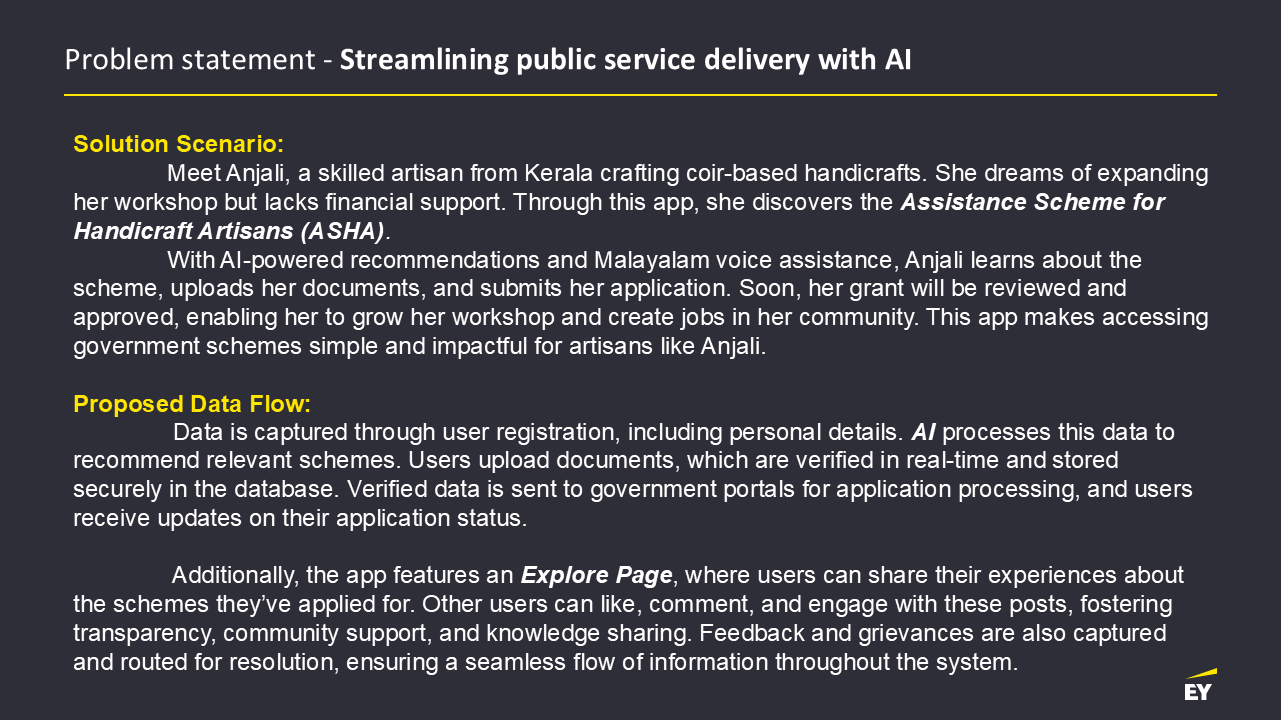 Problem statement - Streamlining public service delivery with AI
Solution Scenario:
Meet Anjali, a skilled artisan from Kerala crafting coir-based handicrafts. She dreams of expanding
her workshop but lacks financial support. Through this app, she discovers the Assistance Scheme for
Handicraft Artisans (ASHA).
With AI-powered recommendations and Malayalam voice assistance, Anjali learns about the
scheme, uploads her documents, and submits her application. Soon, her grant will be reviewed and
approved, enabling her to grow her workshop and create jobs in her community. This app makes accessing
government schemes simple and impactful for artisans like Anjali.
Proposed Data Flow:
Data is captured through user registration, including personal details. AI processes this data to
recommend relevant schemes. Users upload documents, which are verified in real-time and stored
securely in the database. Verified data is sent to government portals for application processing, and users
receive updates on their application status.
Additionally, the app features an Explore Page, where users can share their experiences about
the schemes they’ve applied for. Other users can like, comment, and engage with these posts, fostering
transparency, community support, and knowledge sharing. Feedback and grievances are also captured
and routed for resolution, ensuring a seamless flow of information throughout the system.
EY